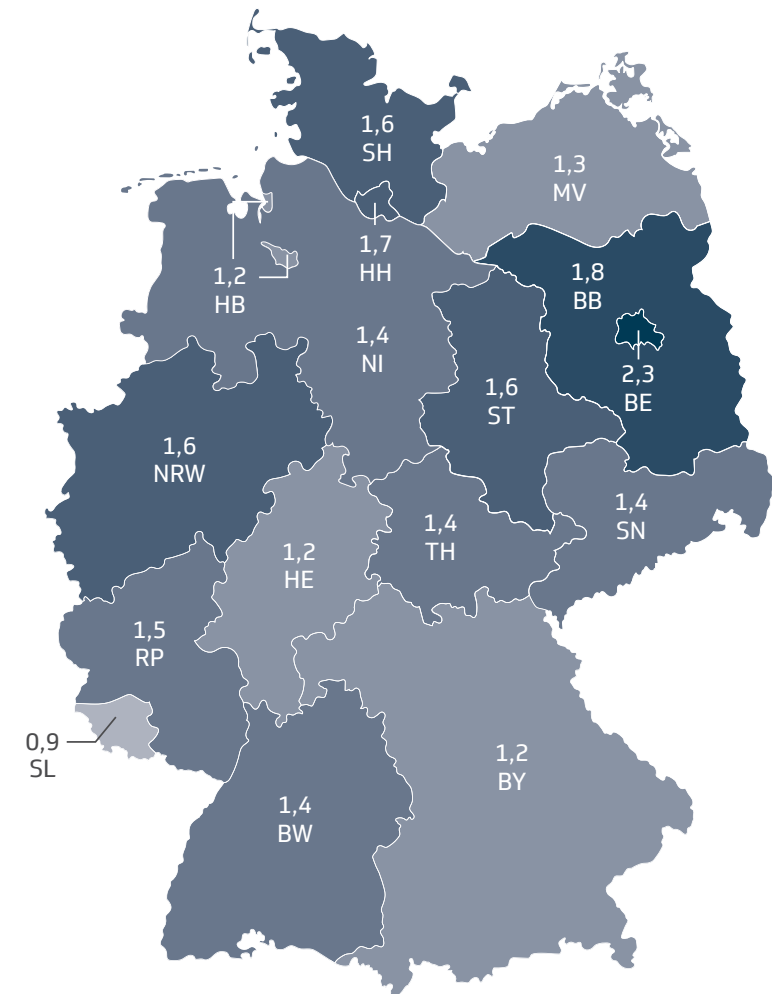 1,6
SH
1,3
MV
1,7
HH
1,2
HB
1,8
BB
1,4
NI
2,3
BE
1,6
ST
1,6
NRW
1,4
SN
1,4
TH
1,2
HE
1,5
RP
0,9
SL
1,2
BY
1,4
BW